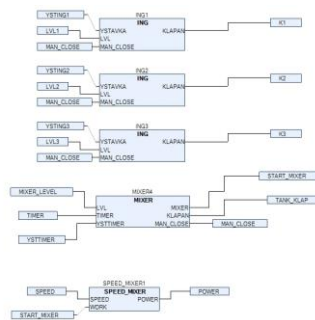 YSTING1
LVL1
MAN_CLOSE
ING1
ING
YSTAVKA
LVL
MAN_CLOSE
KLAPAN
K1
YSTING2
LVL2
MAN_CLOSE
ING2
ING
YSTAVKA
LVL
MAN_CLOSE
KLAPAN
K2
YSTING3
LVL3
MAN_CLOSE
ING3
ING
YSTAVKA
LVL
MAN_CLOSE
KLAPAN
K3
MIXER_LEVEL
TIMER
YSTTIMER
MIXER4
MIXER
LVL
TIMER
YSTTIMER
MIXER
KLAPAN
MAN_CLOSE
START_MIXER
TANK_KLAP
MAN_CLOSE
SPEED
START_MIXER
SPEED_MIXER1
SPEED_MIXER
SPEED
WORK
POWER
POWER